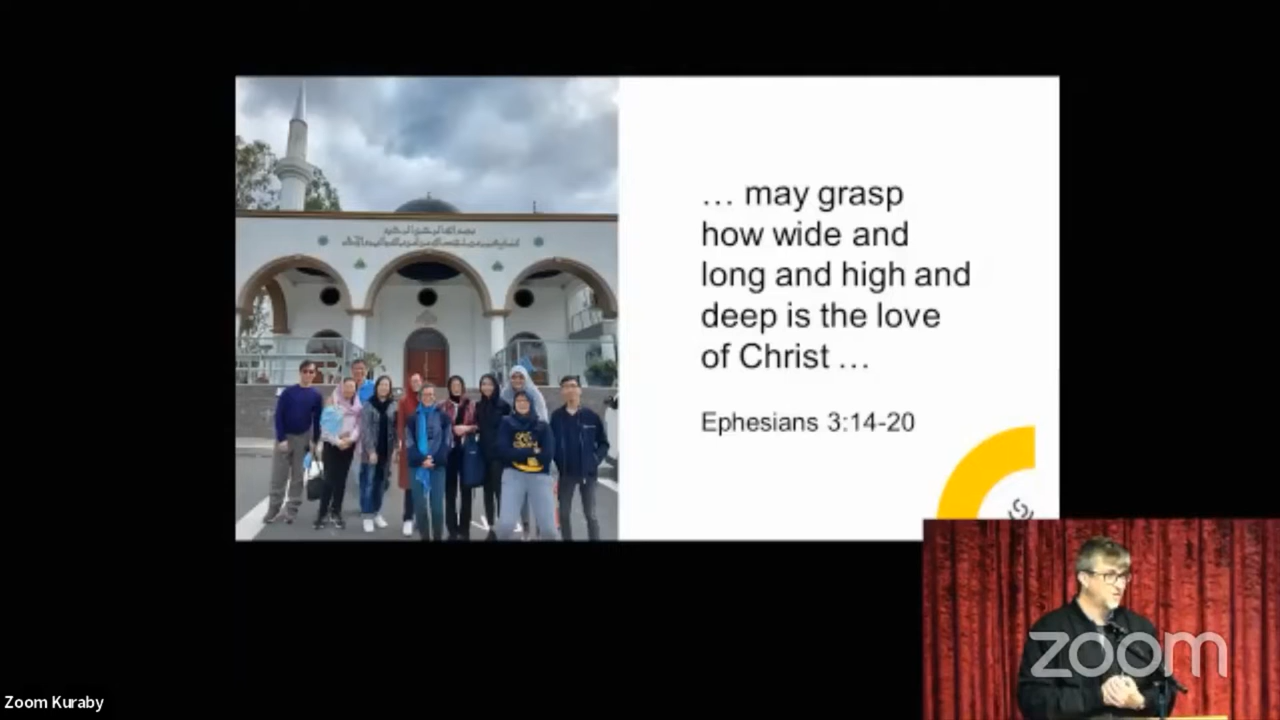 … may grasp
how wide and
long and high and
deep is the love
of Christ …
Ephesians 3:14-20
zoom
Zoom Kuraby